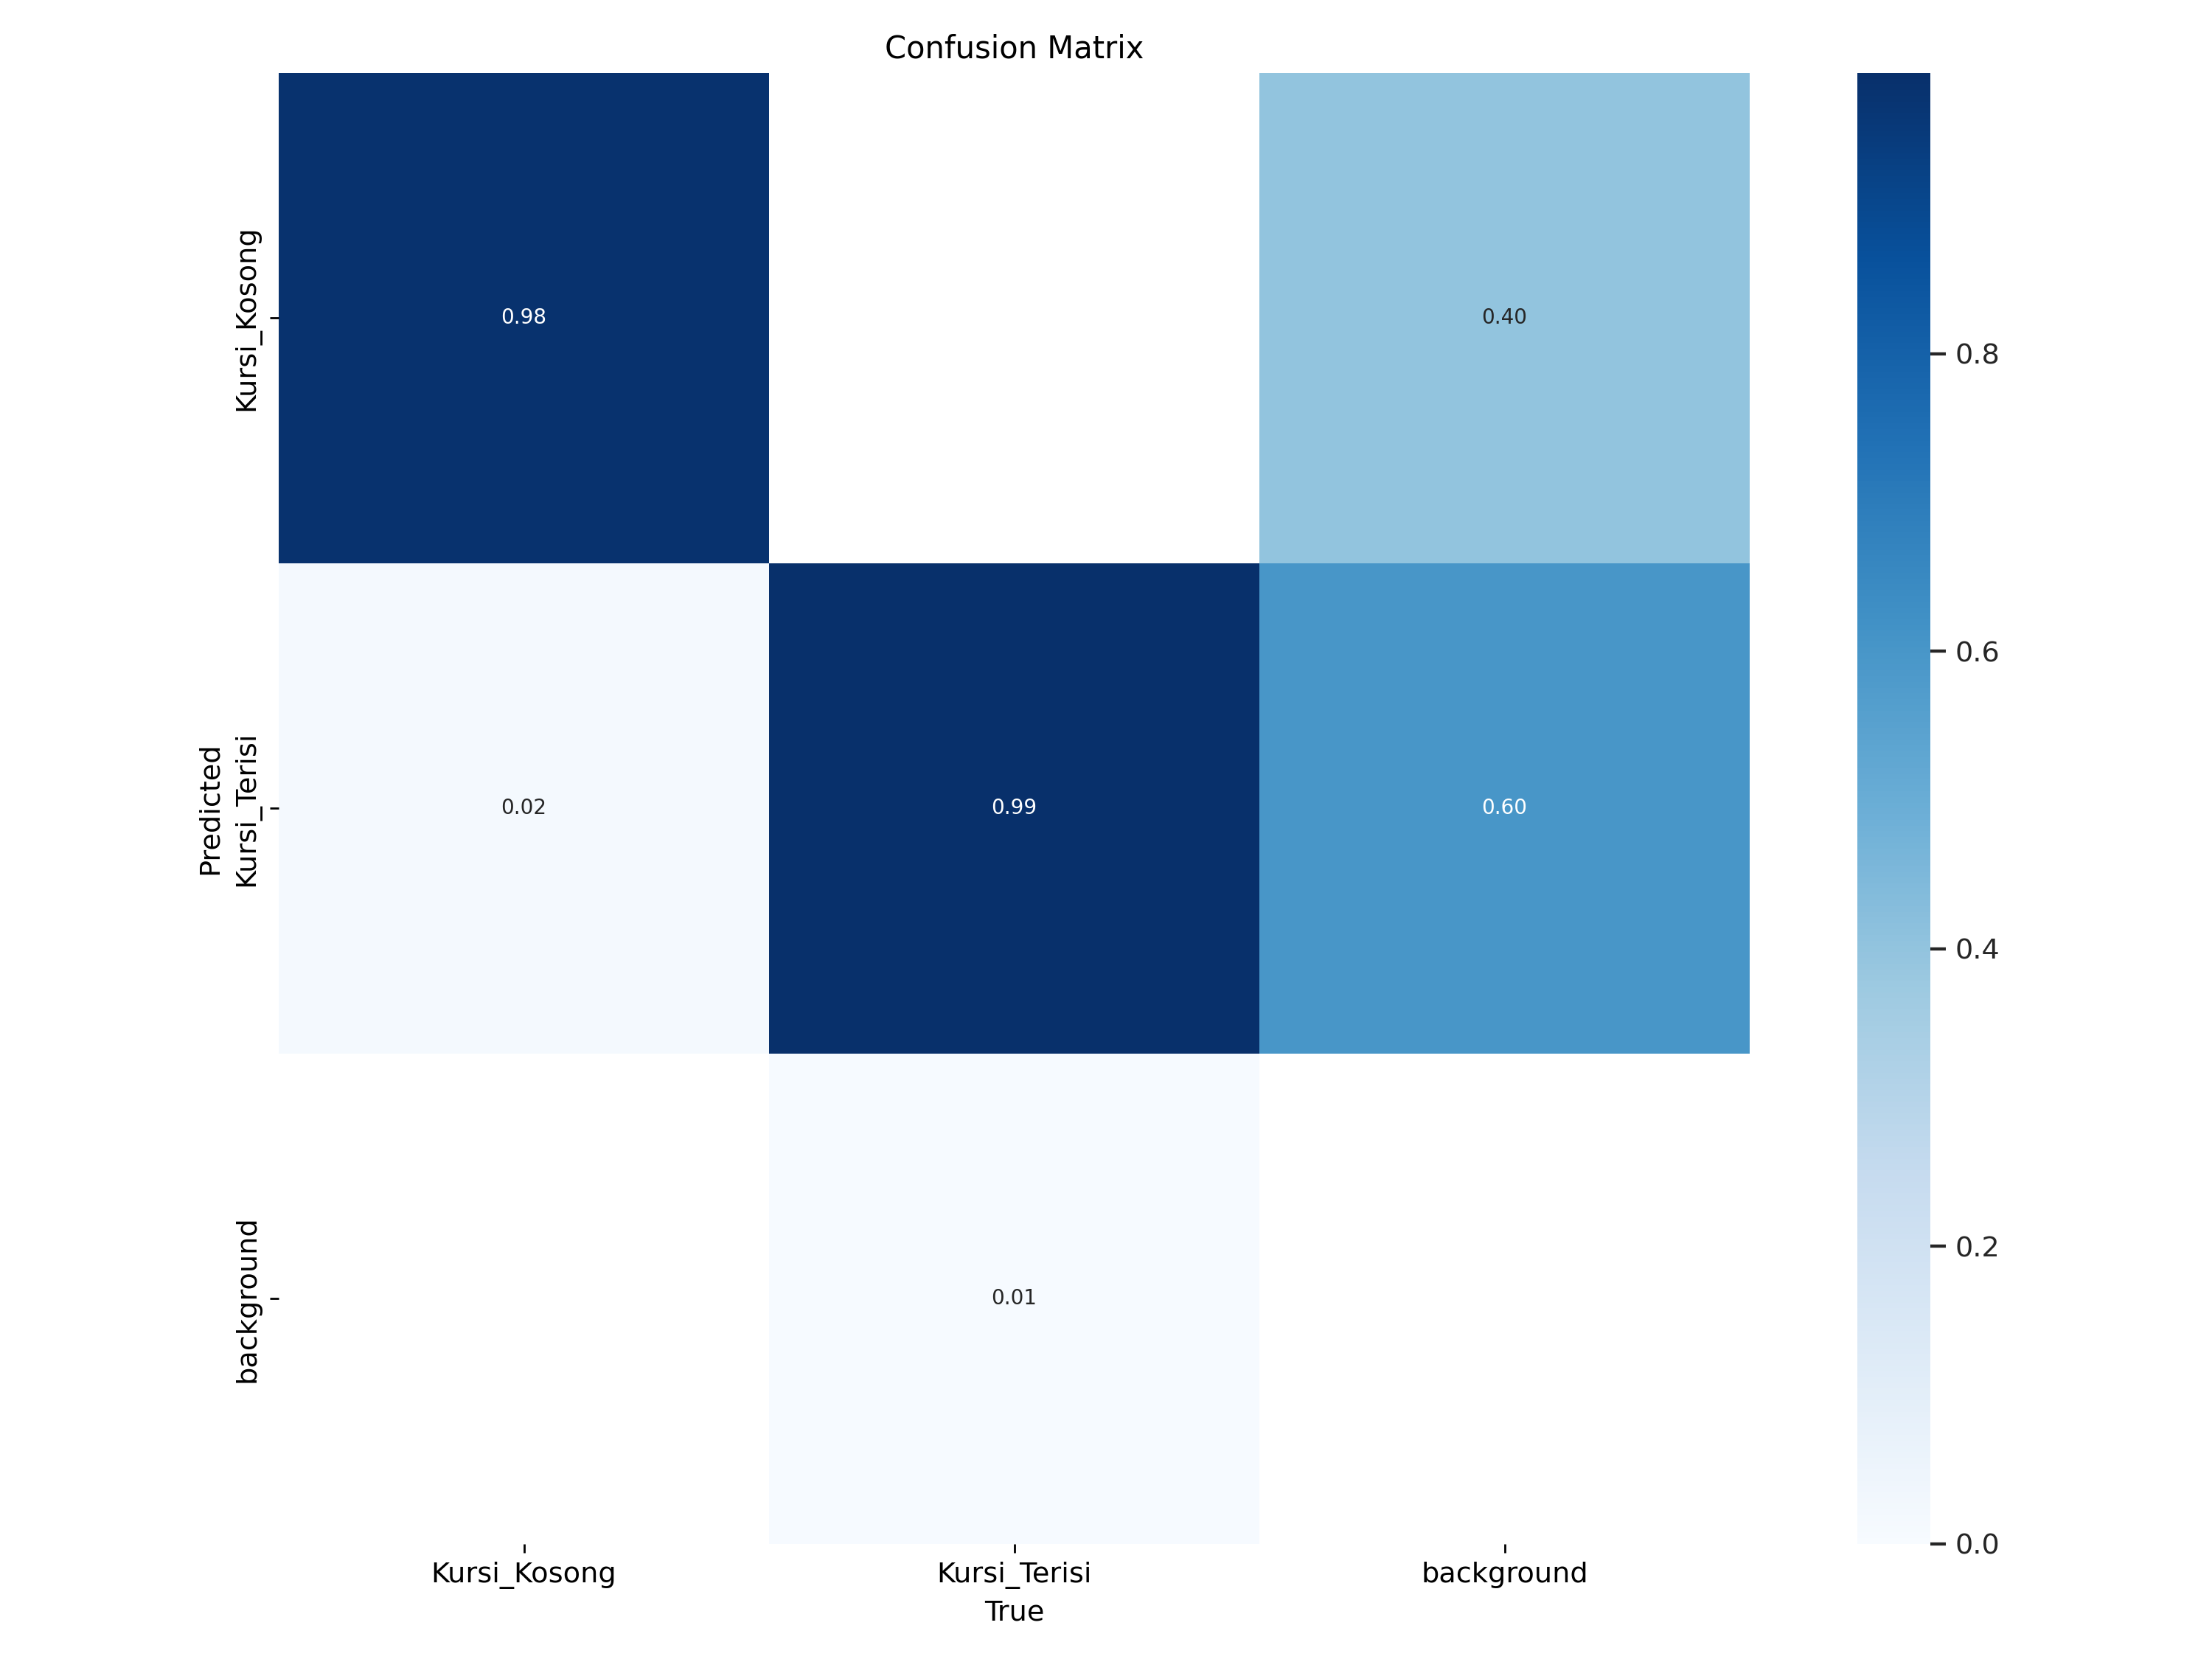 Confusion Matrix
Kursi_Kosong
0.98
0.40
0.8
0.6
Predicted
Kursi_Terisi
0.02
0.99
0.60
0.4
background
0.01
0.2
0.0
Kursi_Kosong
Kursi_Terisi
background
True